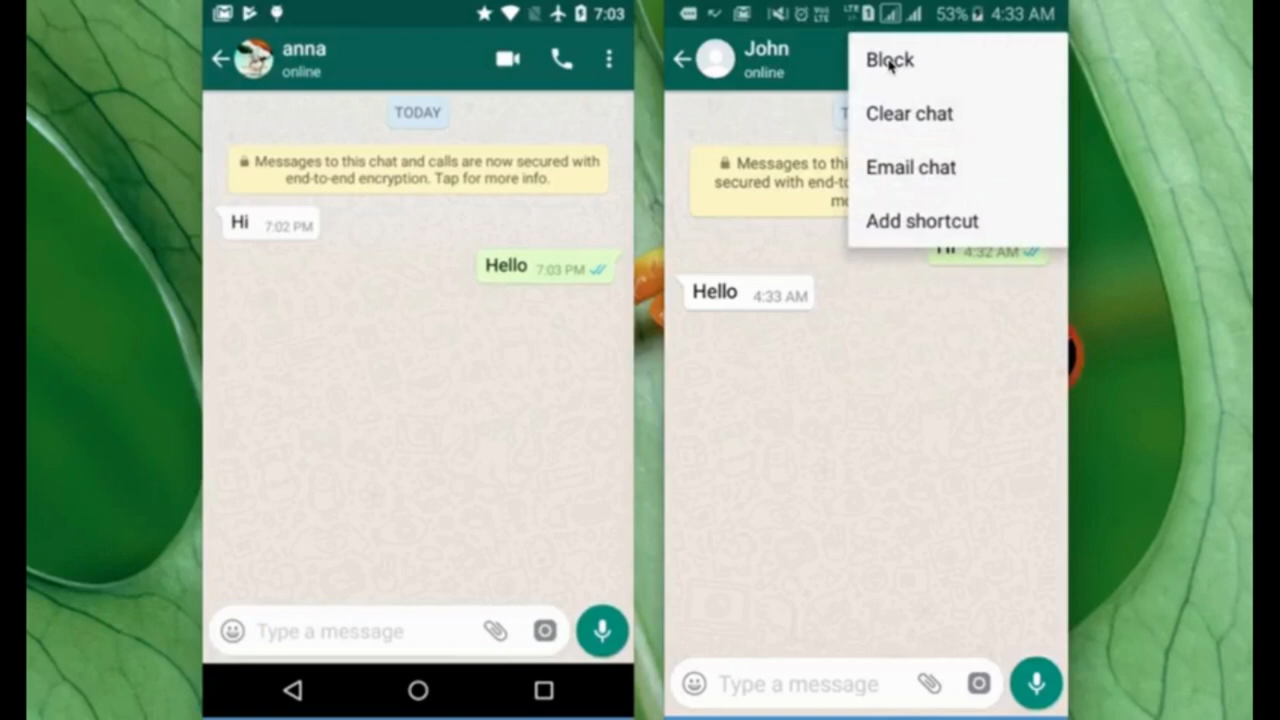 7:03
anna
online
TODAY
Messages to this chat and calls are now secured with
end-to-end encryption. Tap for more info.
Hi 7:02 PM
Hello 7:03 PM
Type a message
53% 4:33 AM
John
online
Block
Clear chat
Email chat
Add shortcut
T
Messages to thi
secured with end-to
mo
Hi 4:32 AM
Hello 4:33 AM
Type a message